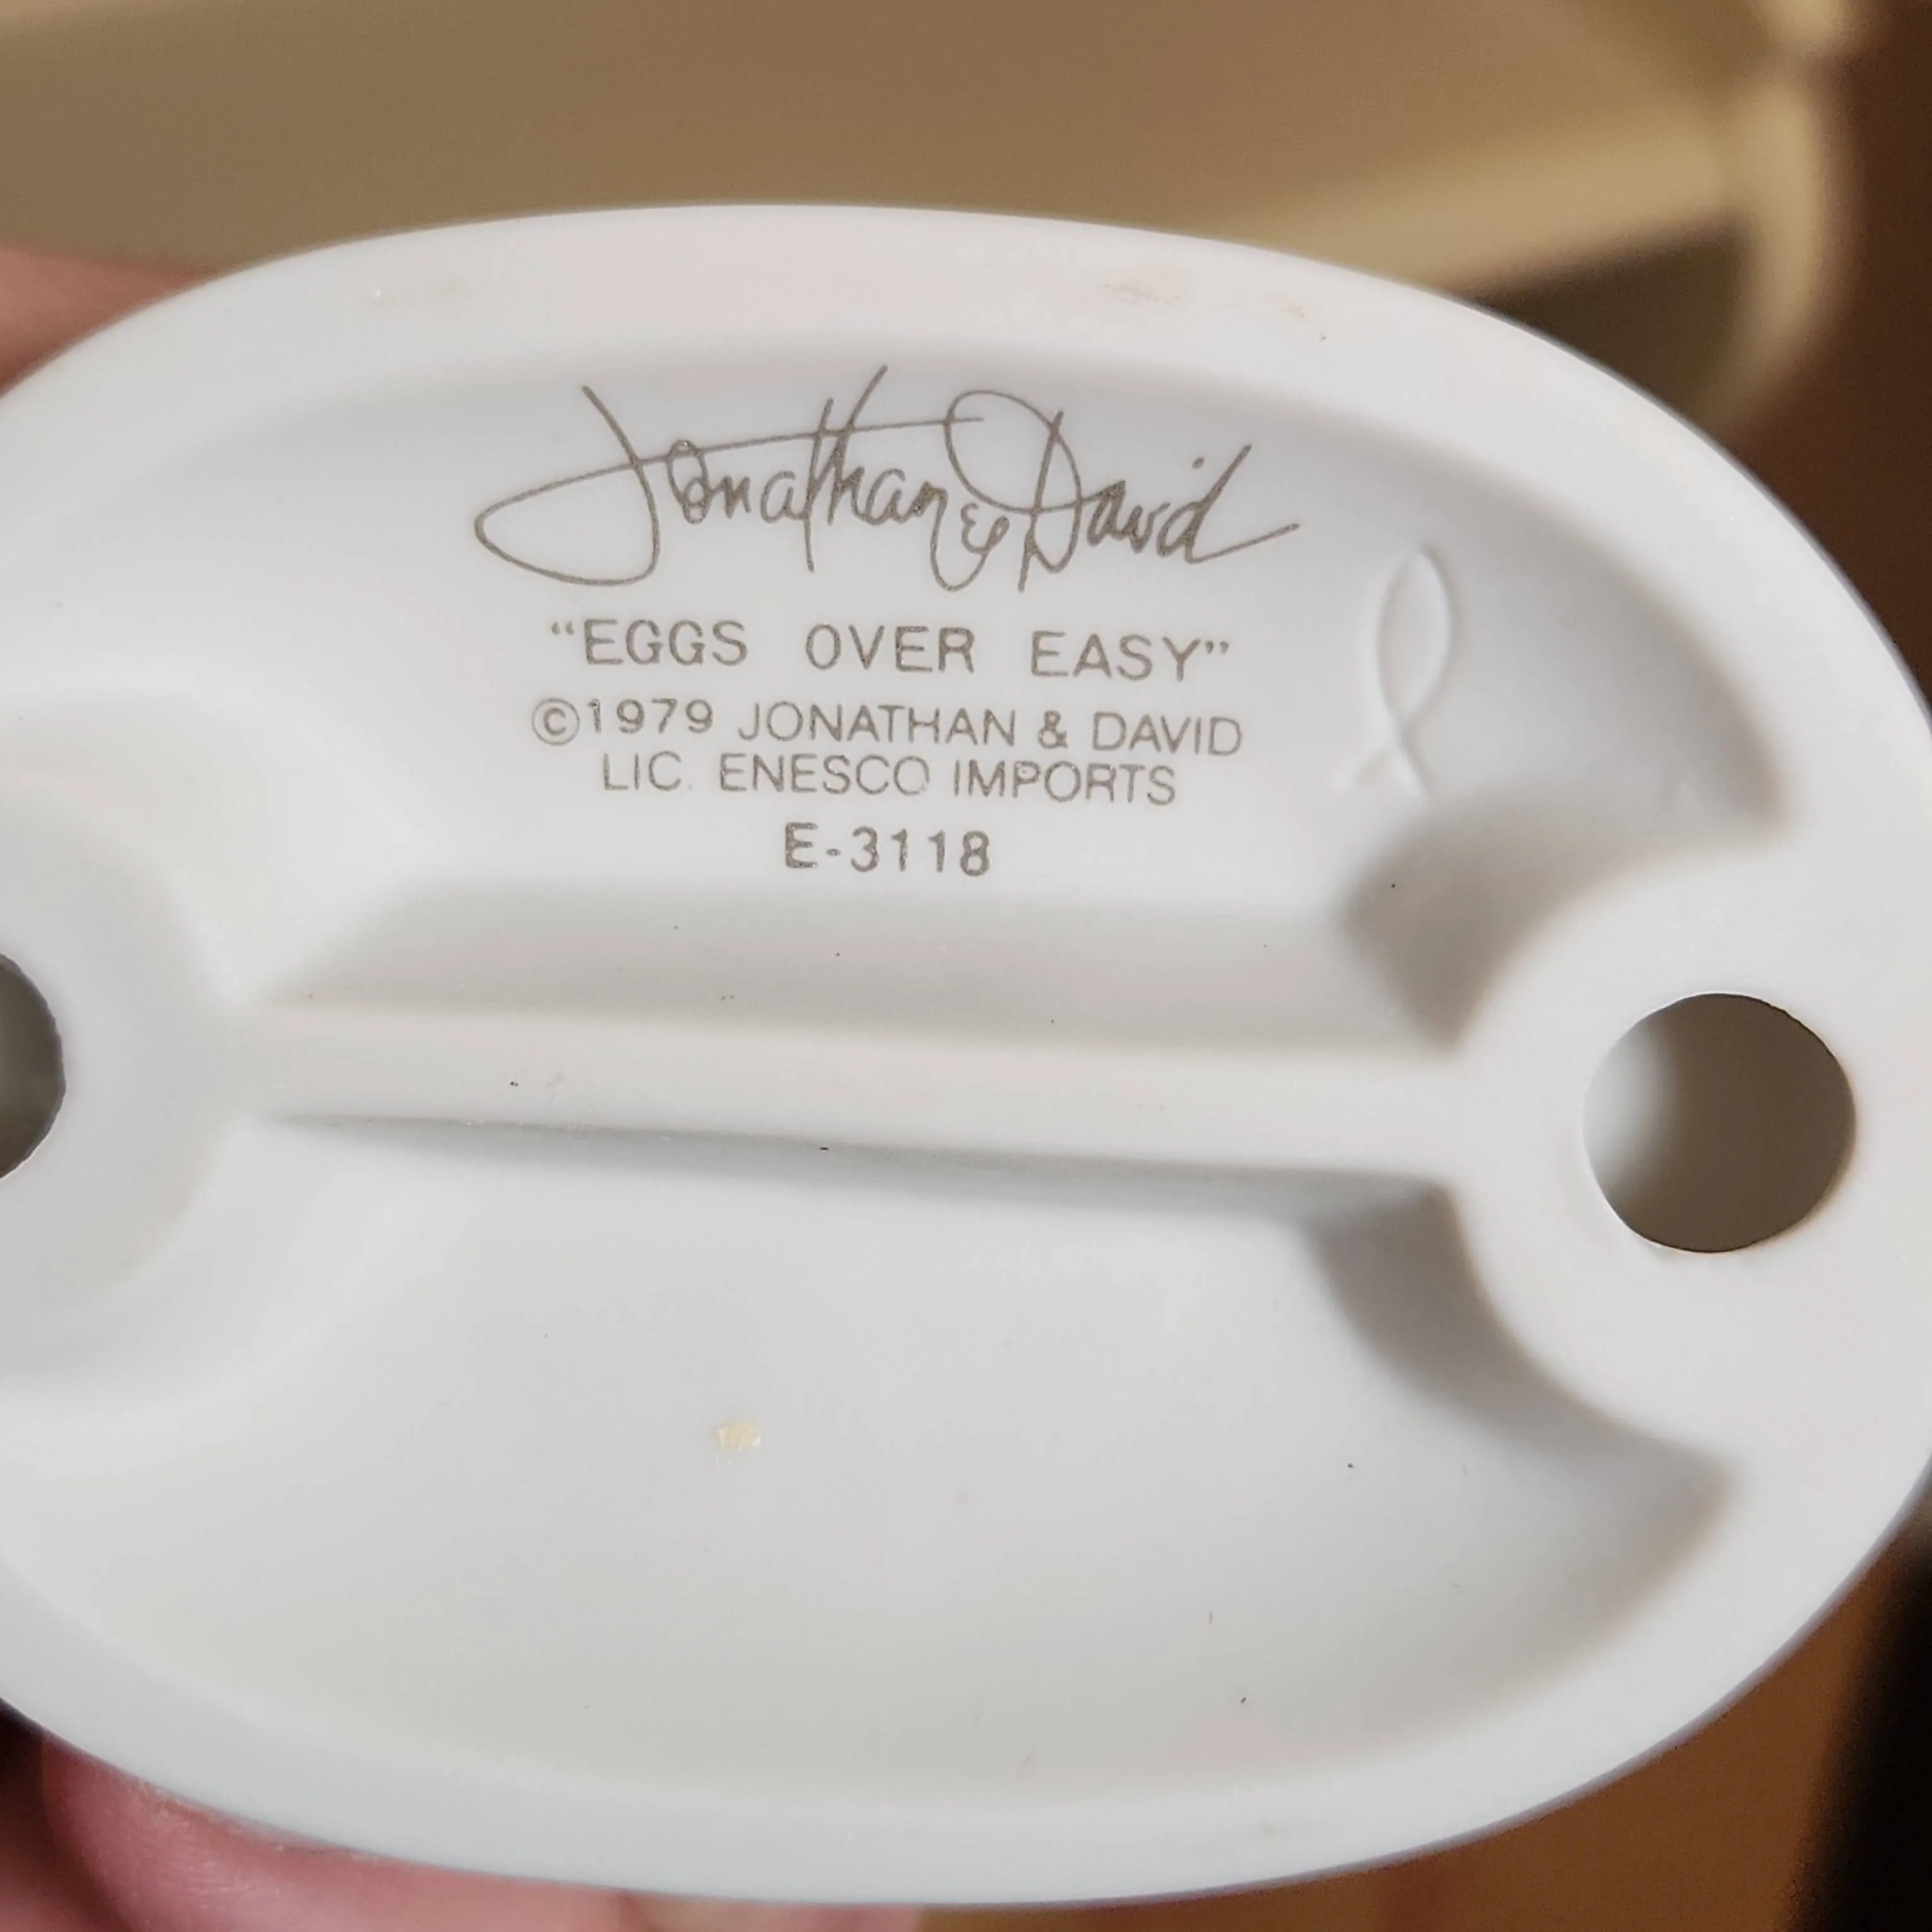 Jonathan & David
“EGGS OVER EASY”
©1979 JONATHAN & DAVID
LIC. ENESCO IMPORTS
E-3118